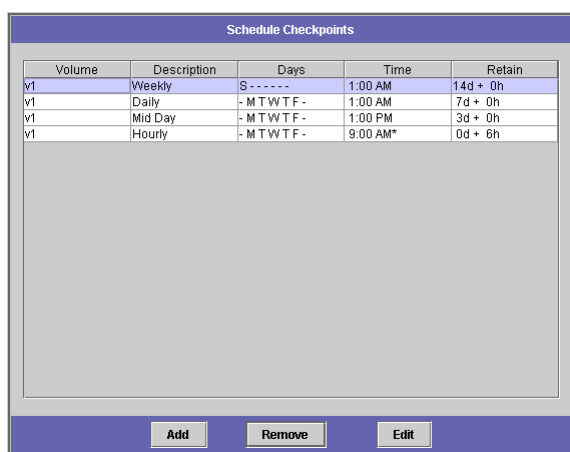 Schedule Checkpoints
Volume Description Days Time Retain
v1 Weekly S - - - - - - 1:00 AM 14d + 0h
v1 Daily - M T W T F - 1:00 AM 7d + 0h
v1 Mid Day - M T W T F - 1:00 PM 3d + 0h
v1 Hourly - M T W T F - 9:00 AM* 0d + 6h
Add Remove Edit